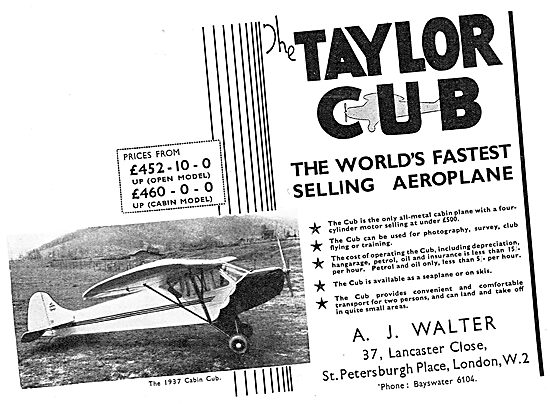 The
TAYLOR
CUB
THE WORLD'S FASTEST
SELLING AEROPLANE
PRICES FROM
£452-10-0
UP (OPEN MODEL)
£460-0-0
UP (CABIN MODEL)
★ The Cub is the only all-metal cabin plane with a four-
cylinder motor selling at under £500.
★ The Cub can be used for photography, survey, club
flying or training.
★ The cost of operating the Cub, including depreciation,
hangarage, petrol, oil and insurance is less than 15/-
per hour. Petrol and oil only, less than 5/- per hour.
★ The Cub is available as a seaplane or on skis.
★ The Cub provides convenient and comfortable
transport for two persons, and can land and take off
in quite small areas.
The 1937 Cabin Cub.
A. J. WALTER
37, Lancaster Close,
St. Petersburgh Place, London, W.2
'Phone: Bayswater 6104.